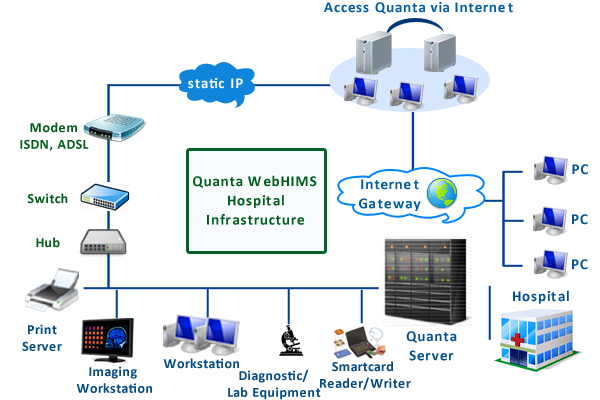 Access Quanta via Internet
static IP
Modem
ISDN, ADSL
Quanta WebHIMS
Hospital
Infrastructure
Internet
Gateway
PC
Switch
PC
Hub
PC
Hospital
Print
Server
Quanta
Server
Imaging
Workstation
Workstation
Diagnostic/
Lab Equipment
Smartcard
Reader/Writer